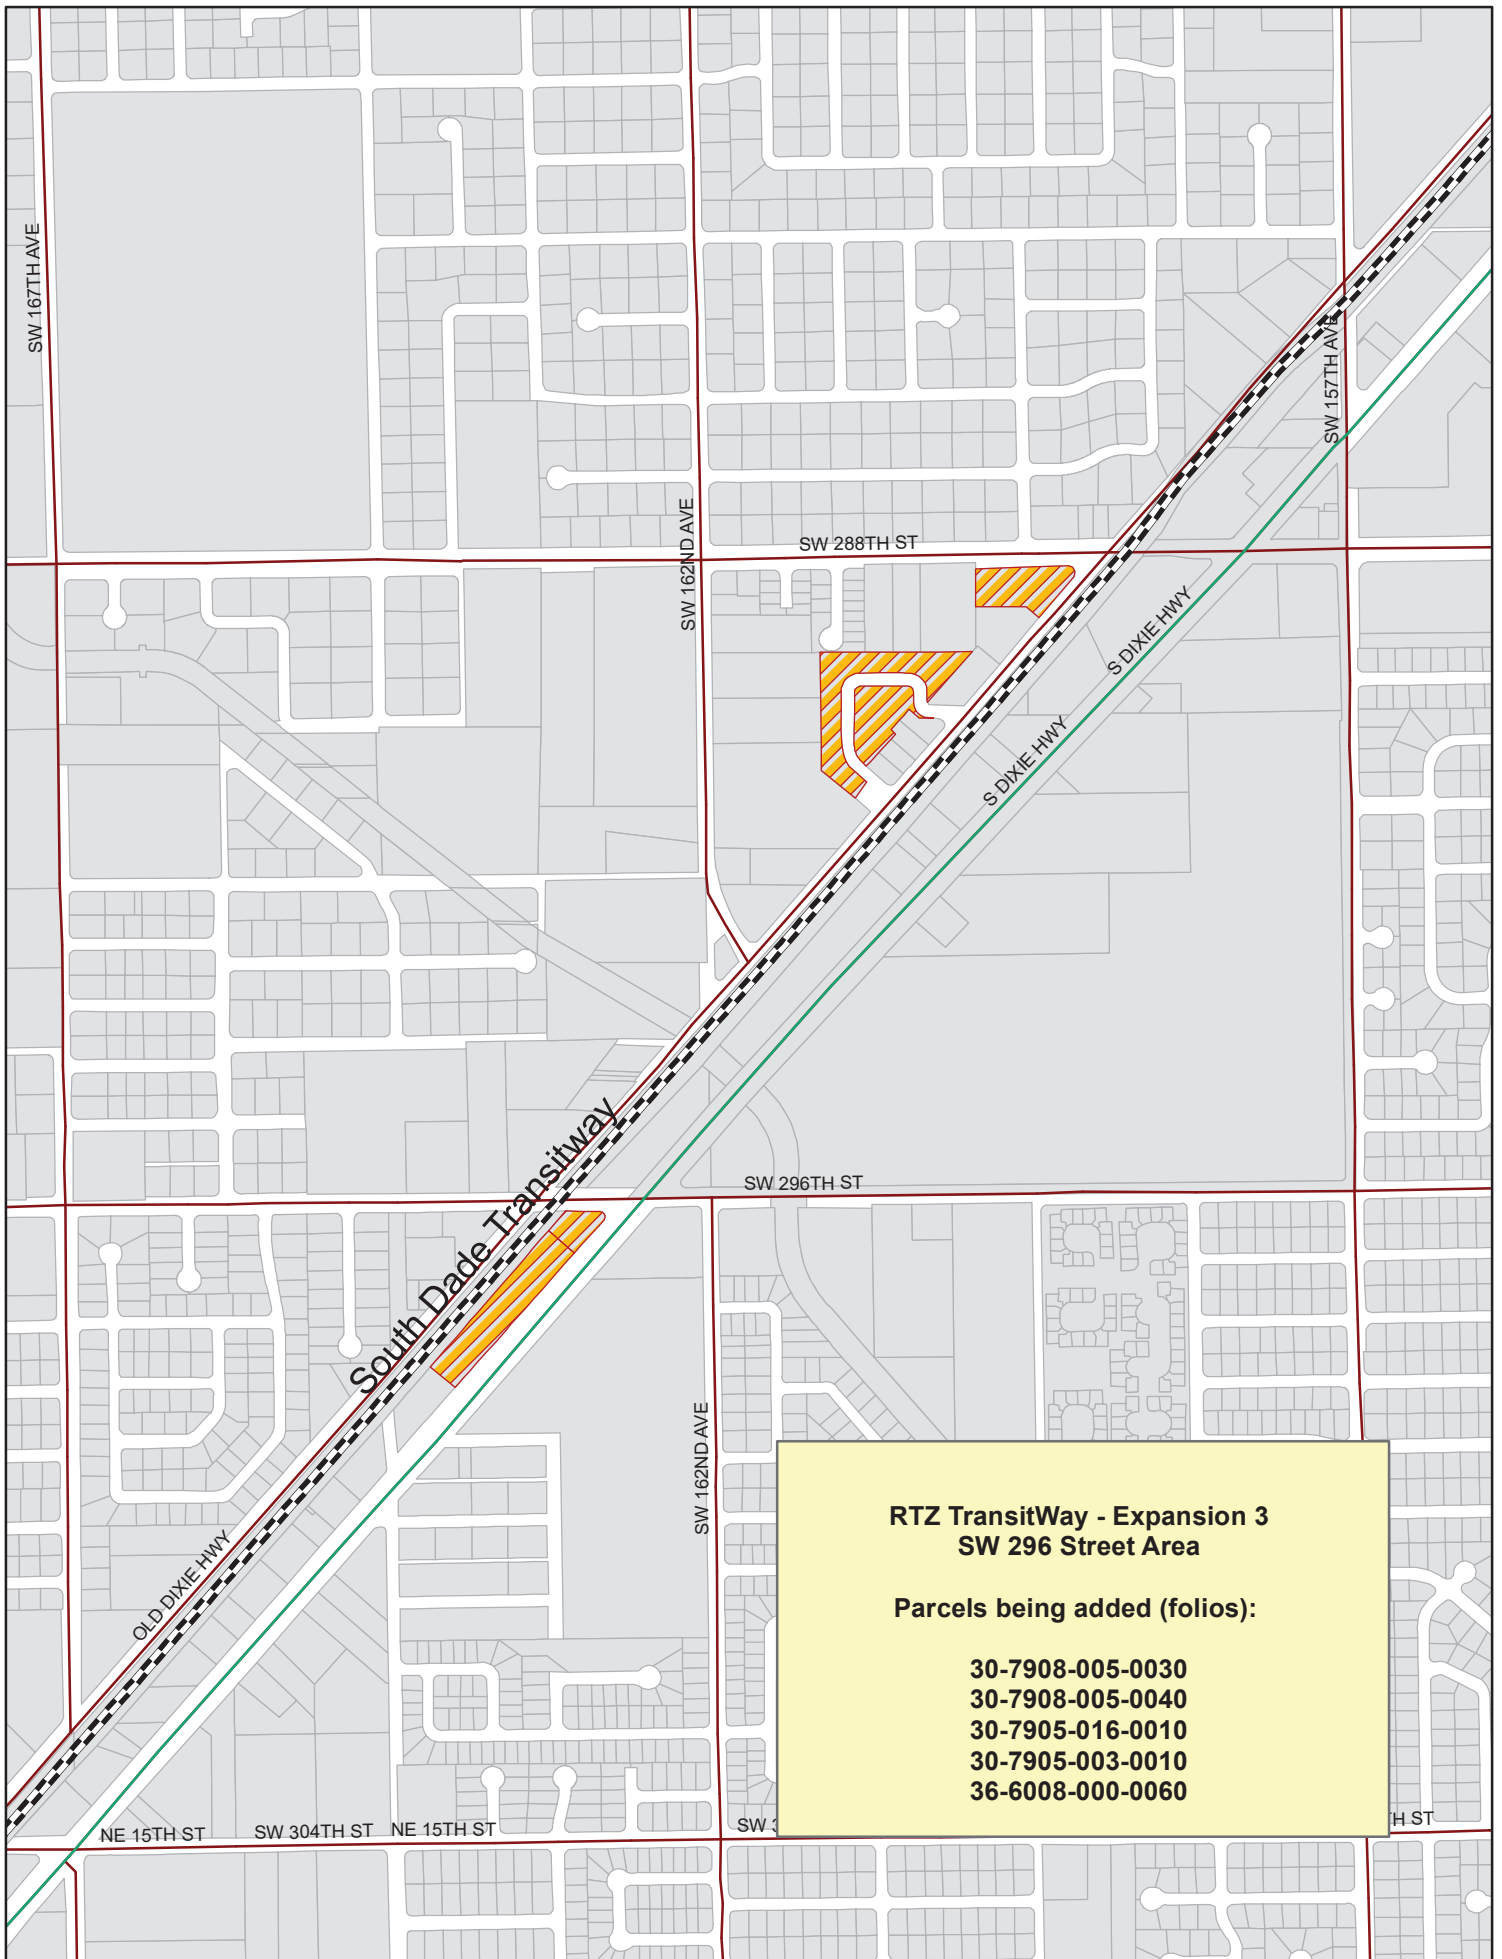 SW 167TH AVE
SW 157TH AVE
SW 162ND AVE
SW 288TH ST
S DIXIE HWY
S DIXIE HWY
South Dade Transitway
SW 296TH ST
SW 162ND AVE
OLD DIXIE HWY
RTZ TransitWay - Expansion 3
SW 296 Street Area
Parcels being added (folios):
30-7908-005-0030
30-7908-005-0040
30-7905-016-0010
30-7905-003-0010
36-6008-000-0060
NE 15TH ST
SW 304TH ST
NE 15TH ST
SW
ST